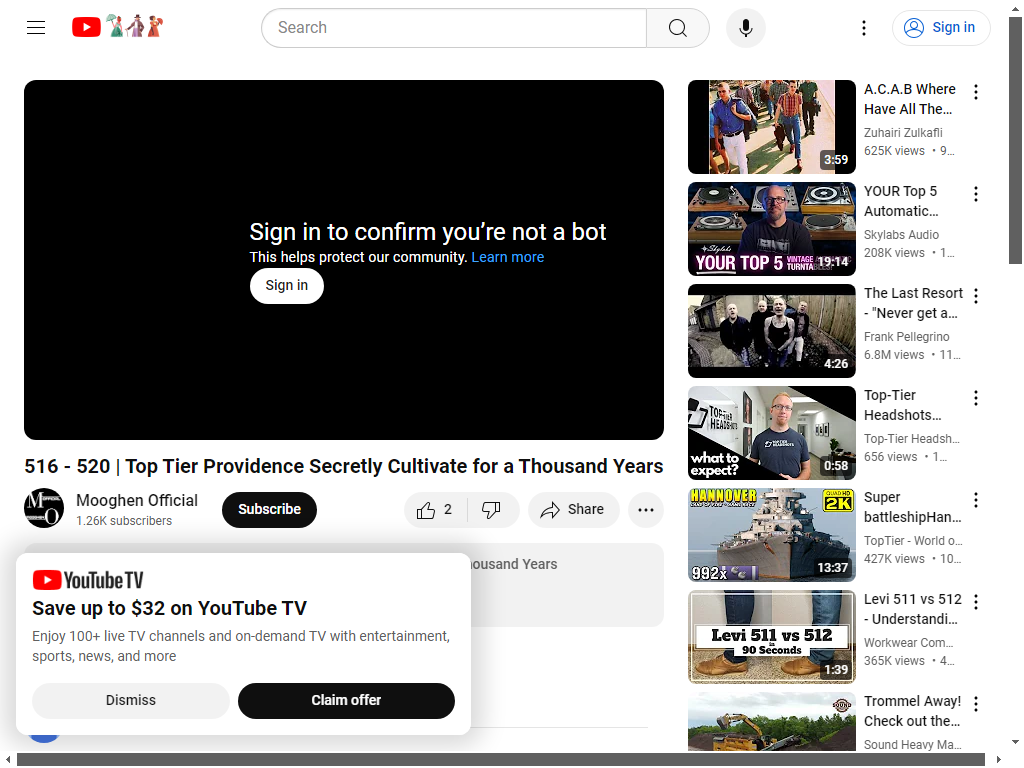 Search
Sign in
Sign in to confirm you're not a bot
This helps protect our community. Learn more
Sign in
516 - 520 | Top Tier Providence Secretly Cultivate for a Thousand Years
Mooghen Official
1.26K subscribers
Subscribe
2
Share
ousand Years
YouTube TV
Save up to $32 on YouTube TV
Enjoy 100+ live TV channels and on-demand TV with entertainment,
sports, news, and more
Dismiss
Claim offer
3:59
A.C.A.B Where
Have All The...
Zuhairi Zulkafli
625K views • 9...
Skylabs
YOUR TOP 5 VINTAGE
TURNTABLES!
19:14
YOUR Top 5
Automatic...
Skylabs Audio
208K views • 1...
4:26
The Last Resort
- "Never get a...
Frank Pellegrino
6.8M views • 11...
TOP-TIER
HEADSHOTS
what to
expect?
0:58
Top-Tier
Headshots...
Top-Tier Headsh...
656 views • 1...
HANNOVER
QUAD HD
2K
992x
13:37
Super
battleshipHan...
TopTier - World o...
427K views • 10...
Levi 511 vs 512
in
90 Seconds
1:39
Levi 511 vs 512
- Understandi...
Workwear Com...
365K views • 4...
SOUND
Trommel Away!
Check out the...
Sound Heavy Ma...